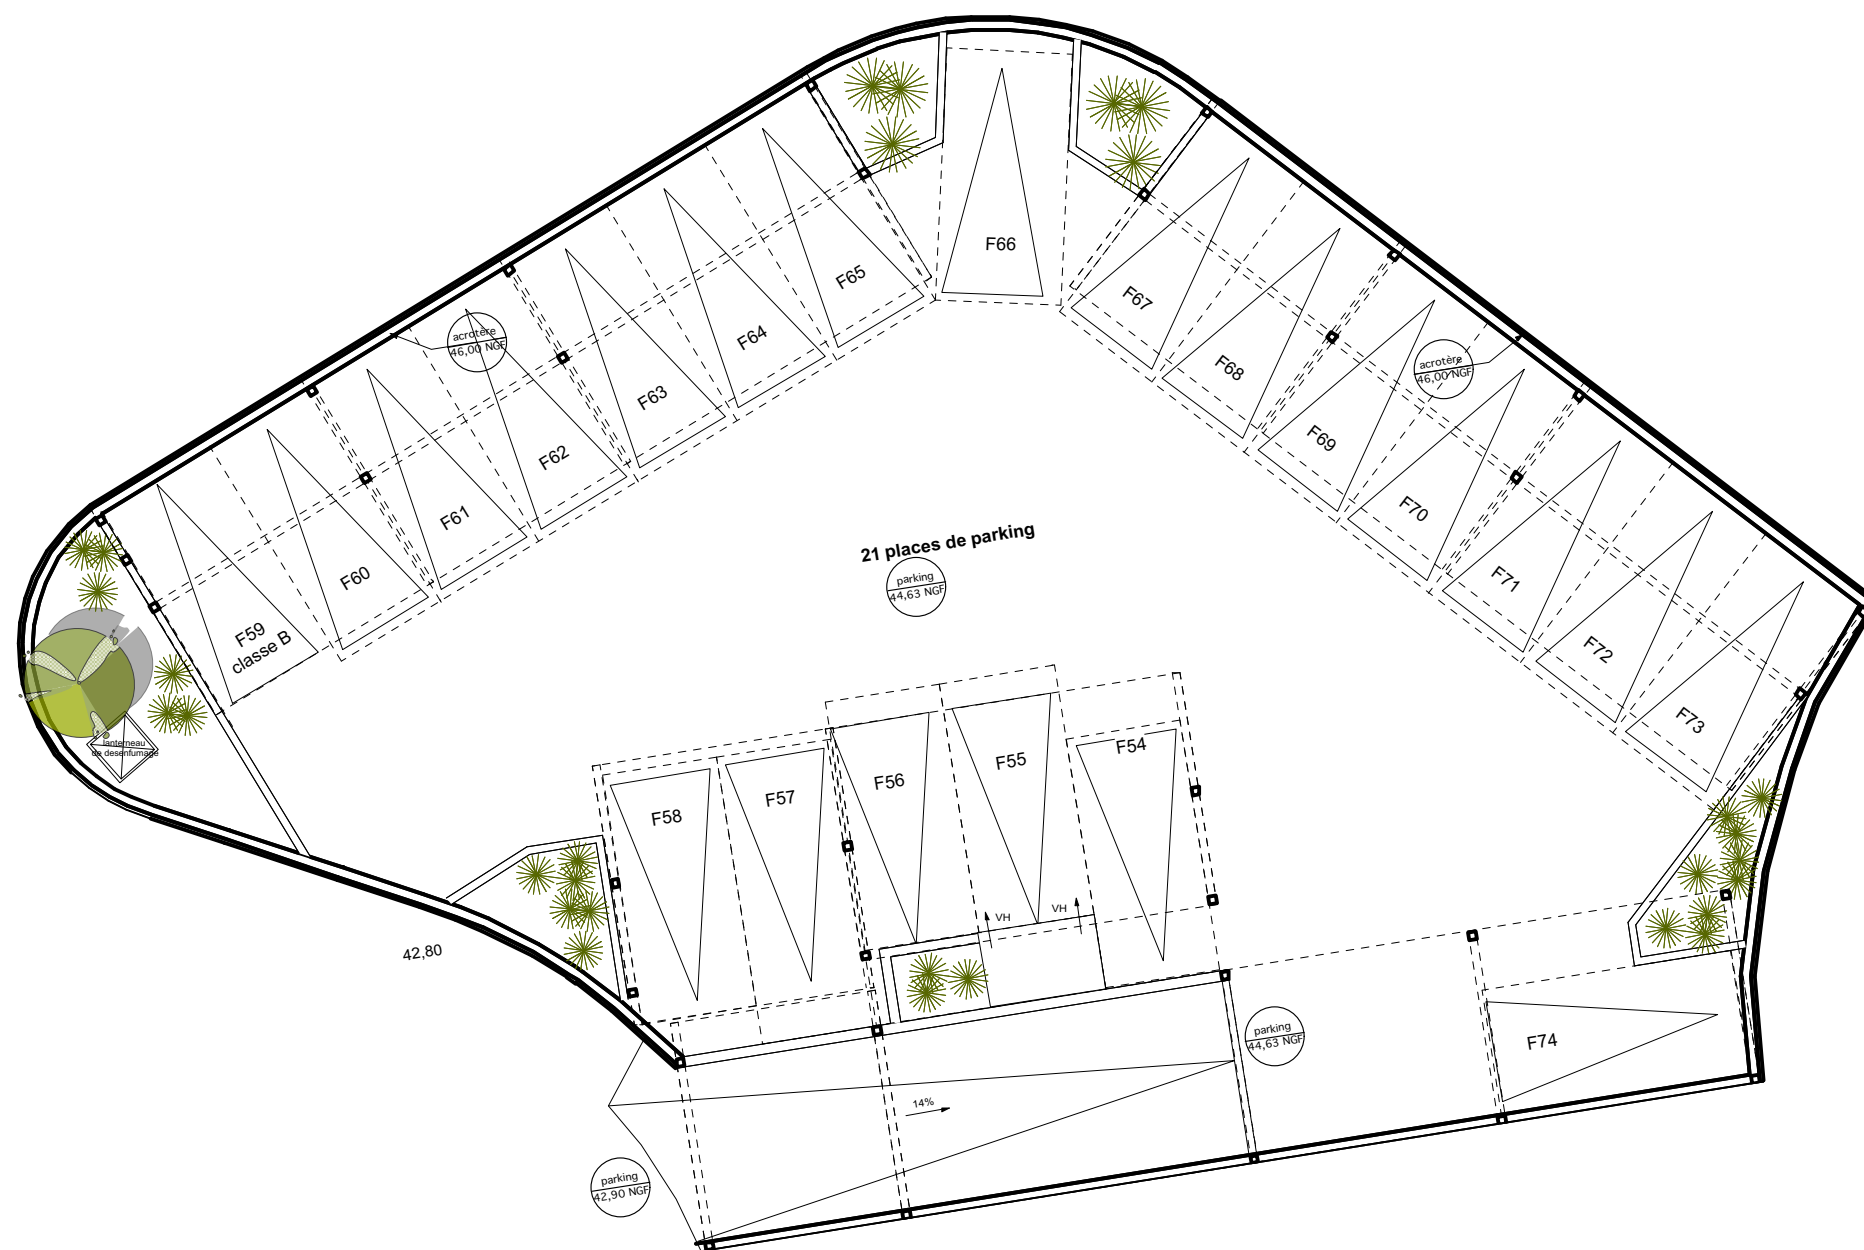 F66
F65
F67
F64
acrotère
46,00 NGF
F68
acrotère
46,00 NGF
F63
F69
F62
F61
F70
21 places de parking
parking
44,63 NGF
F60
F71
F59
classe B
F72
F73
lanterneau
de desenfumage
F54
F55
F56
F57
F58
VH
VH
42,80
parking
44,63 NGF
F74
14%
parking
42,90 NGF